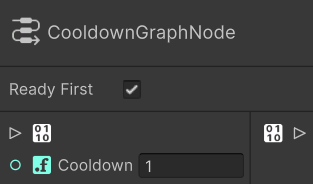 CooldownGraphNode
Ready First
01 10 01 10
.f Cooldown 1